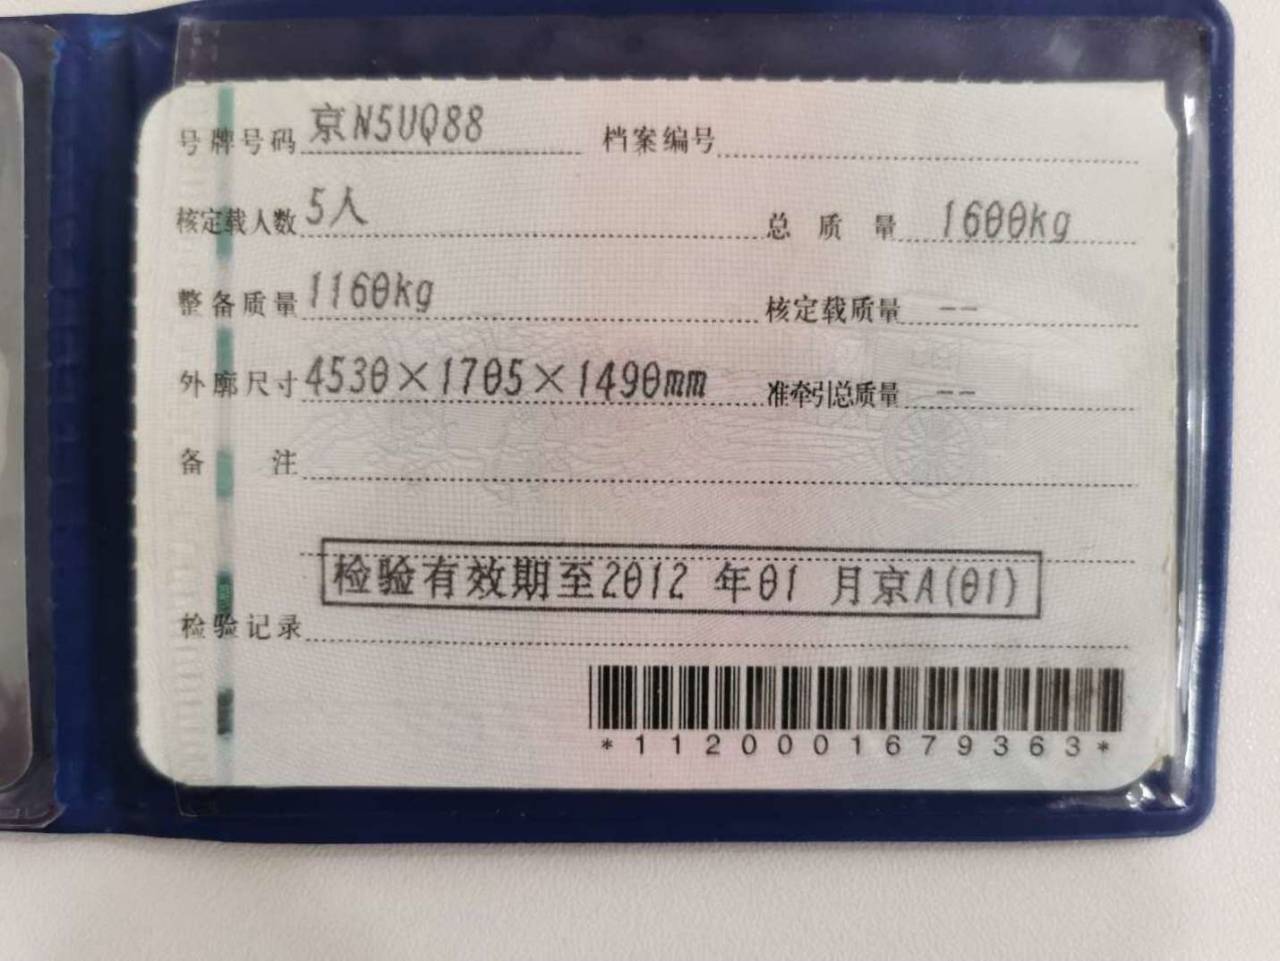 号牌号码 京N5UQ88 档案编号
核定载人数 5人 总质量 1600kg
整备质量 1160kg 核定载质量 --
外廓尺寸 4530×1705×1490mm 准牵引总质量 --
备注
检验有效期至2012 年01 月京A(01)
检验记录
*1120001679363*